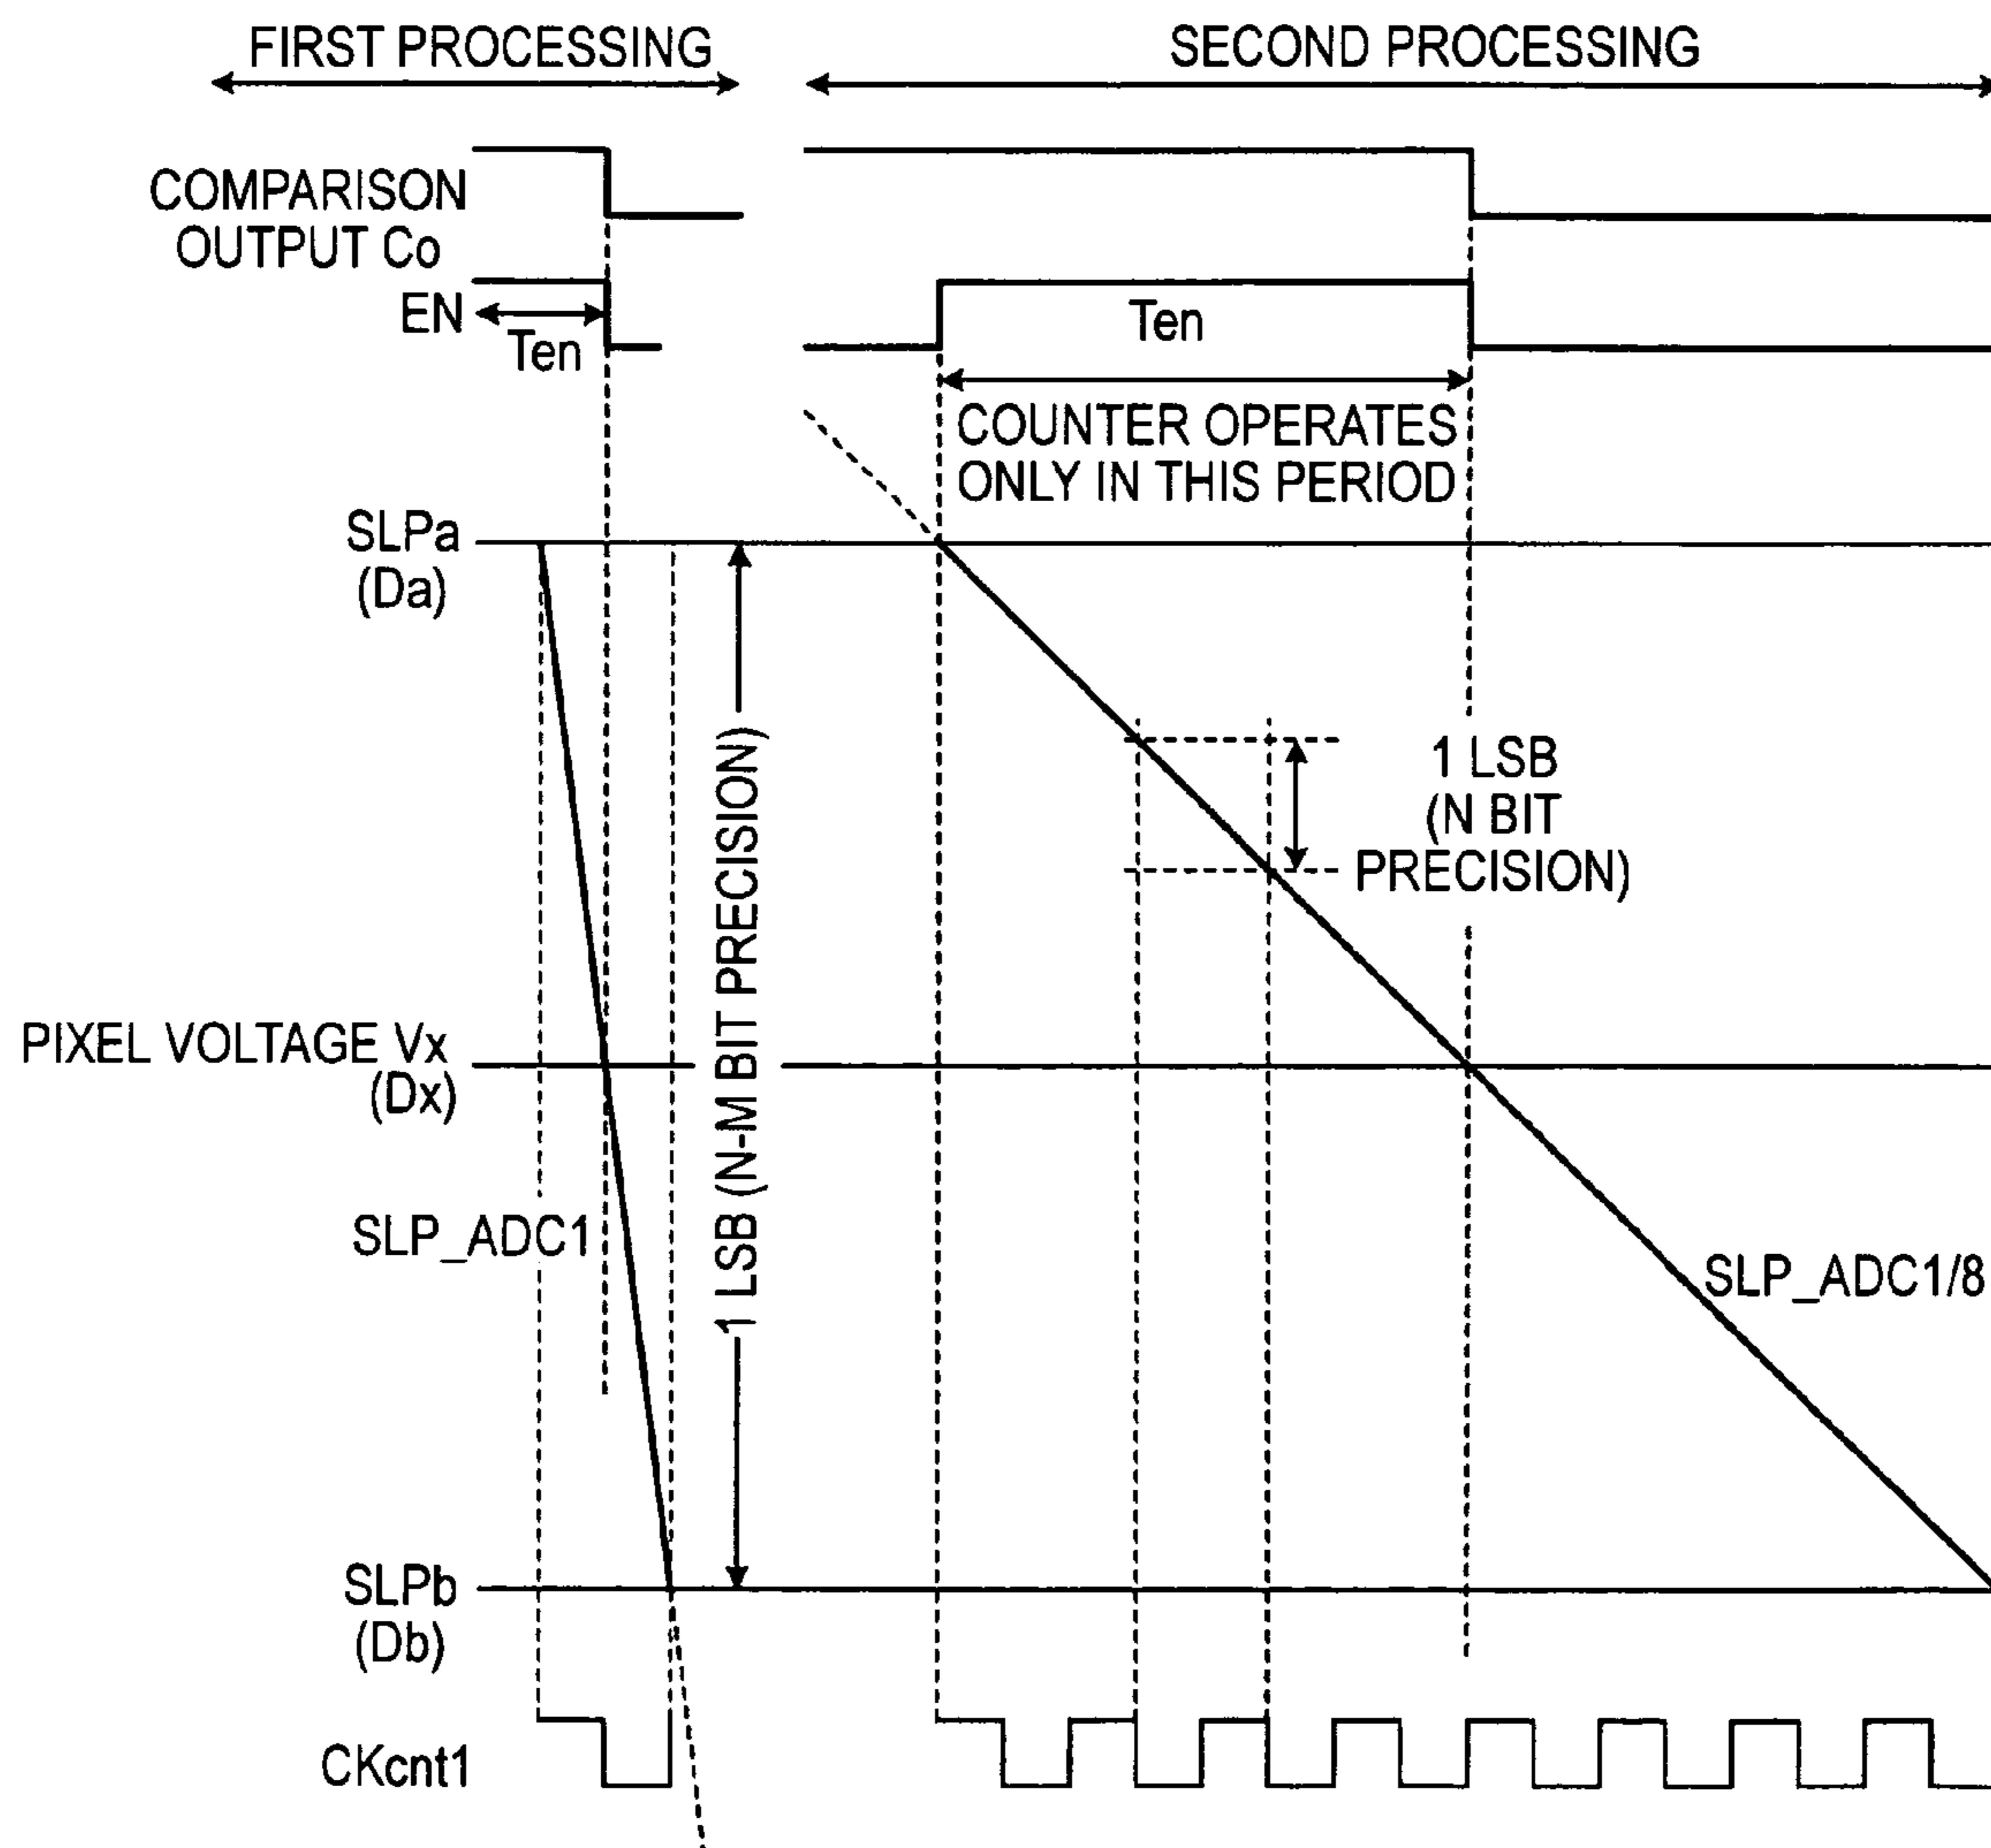 FIRST PROCESSING
SECOND PROCESSING
COMPARISON
OUTPUT Co
EN
Ten
Ten
COUNTER OPERATES
ONLY IN THIS PERIOD
SLPa
(Da)
1 LSB (N-M BIT PRECISION)
1 LSB
(N BIT
PRECISION)
PIXEL VOLTAGE Vx
(Dx)
SLP_ADC1
SLP_ADC1/8
SLPb
(Db)
CKcnt1